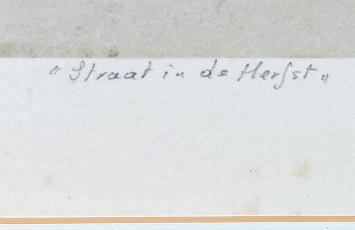 "Straat in de Herfst"